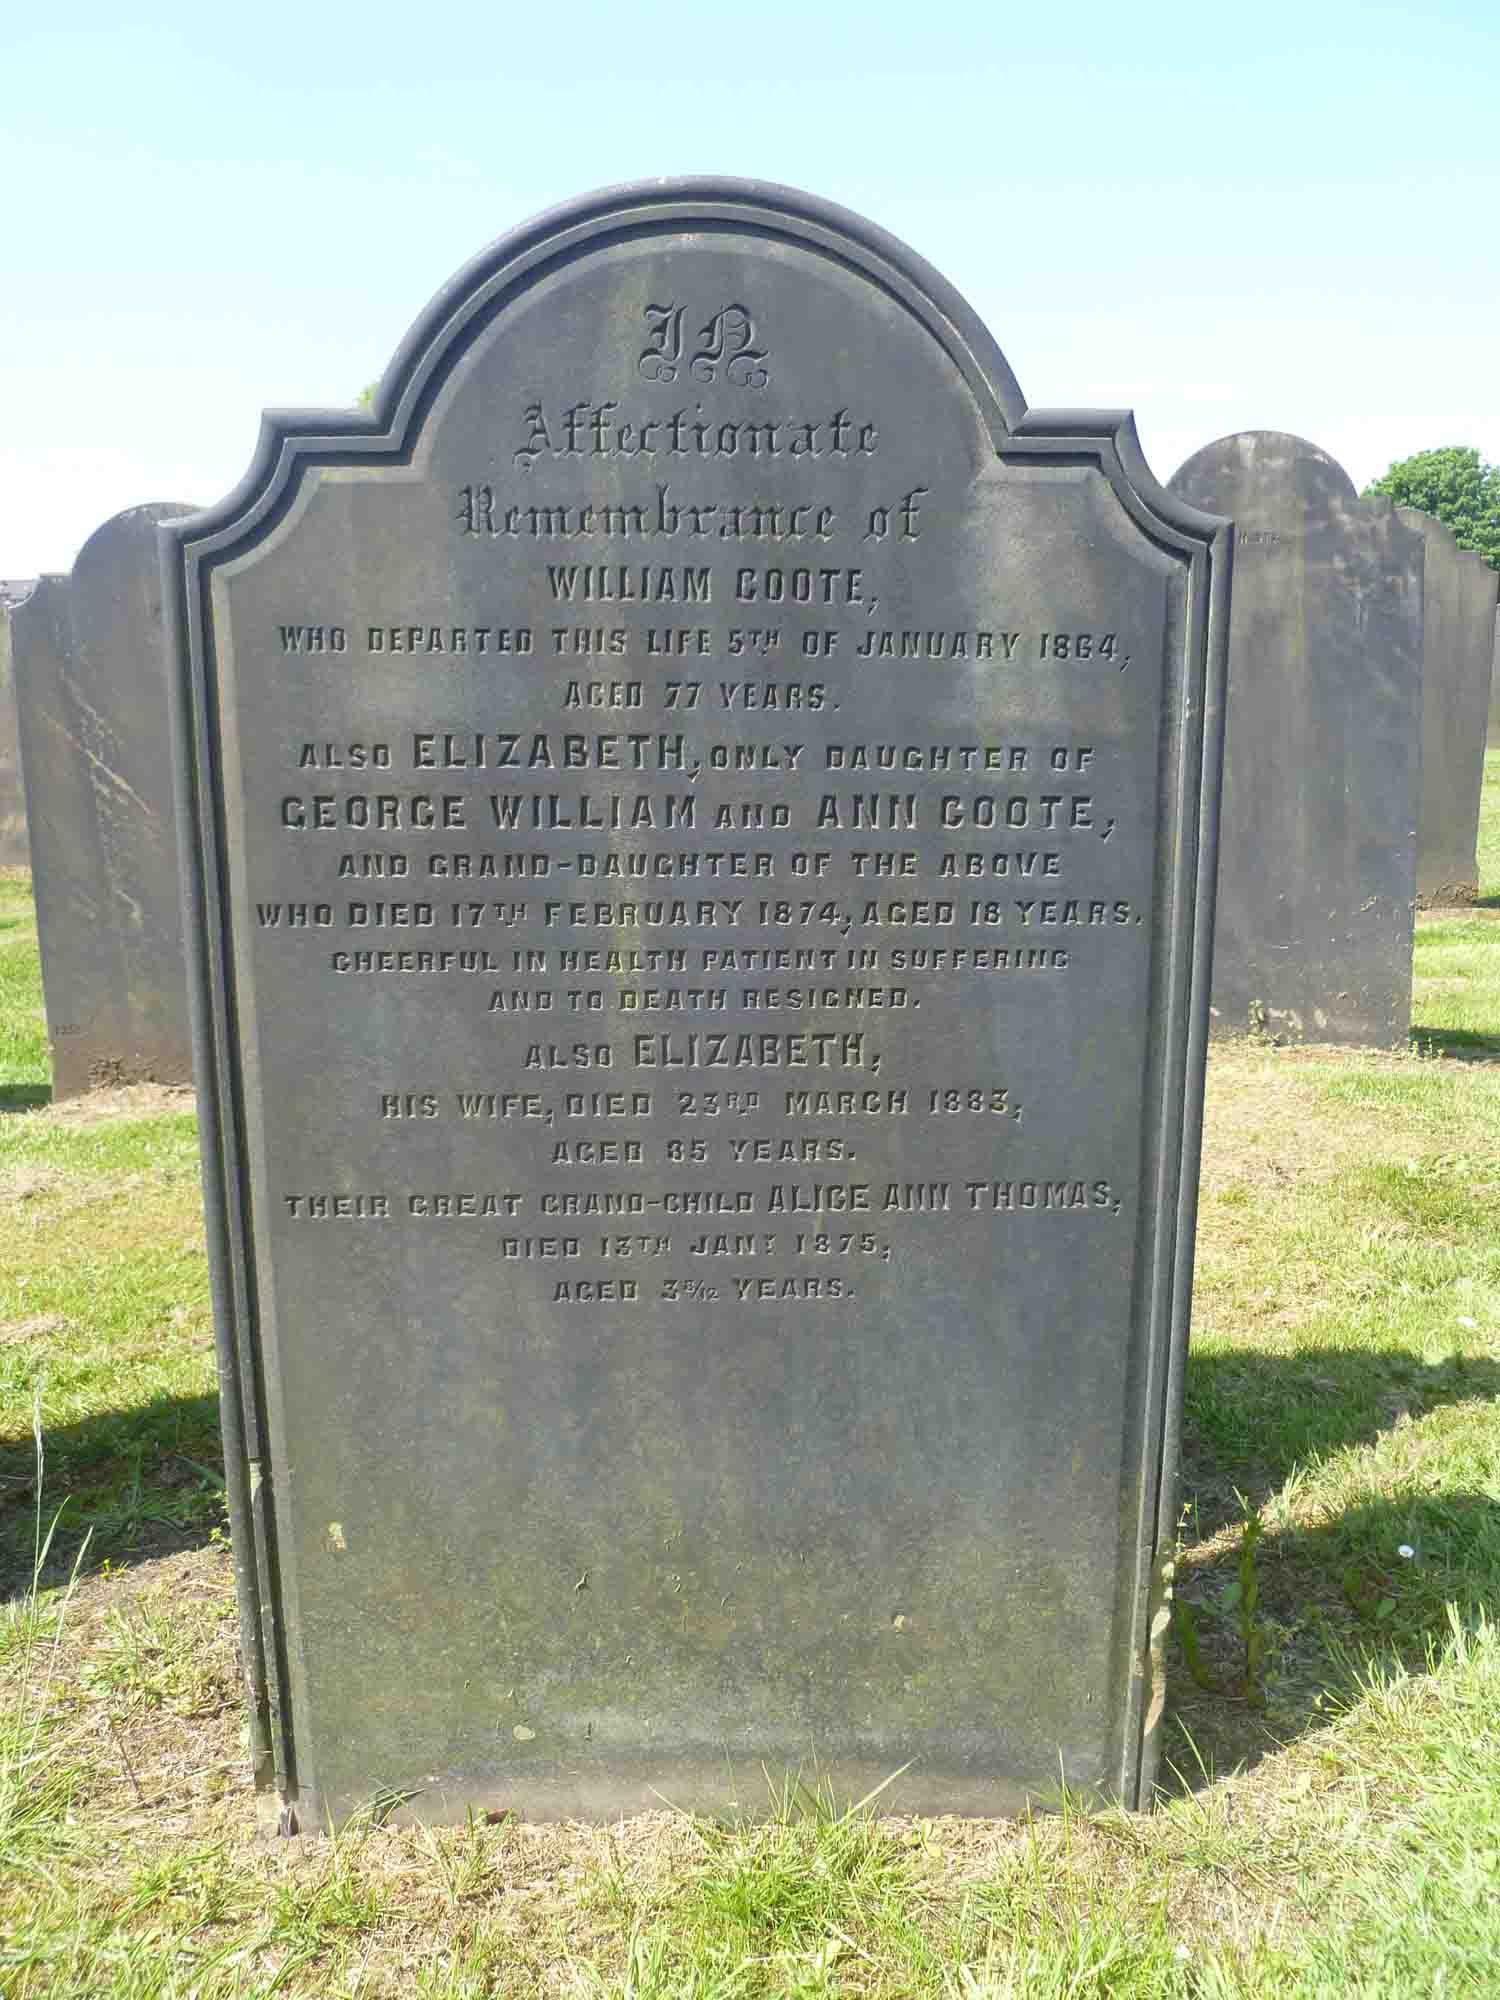 In
Affectionate
Remembrance of
WILLIAM COOTE,
WHO DEPARTED THIS LIFE 5TH OF JANUARY 1864,
AGED 77 YEARS.
ALSO ELIZABETH, ONLY DAUGHTER OF
GEORGE WILLIAM AND ANN COOTE,
AND GRAND-DAUGHTER OF THE ABOVE
WHO DIED 17TH FEBRUARY 1874, AGED 18 YEARS.
CHEERFUL IN HEALTH PATIENT IN SUFFERING
AND TO DEATH RESIGNED.
ALSO ELIZABETH,
HIS WIFE, DIED 23RD MARCH 1883,
AGED 85 YEARS.
THEIR GREAT GRAND-CHILD ALICE ANN THOMAS,
DIED 13TH JANY 1875,
AGED 3 8/12 YEARS.